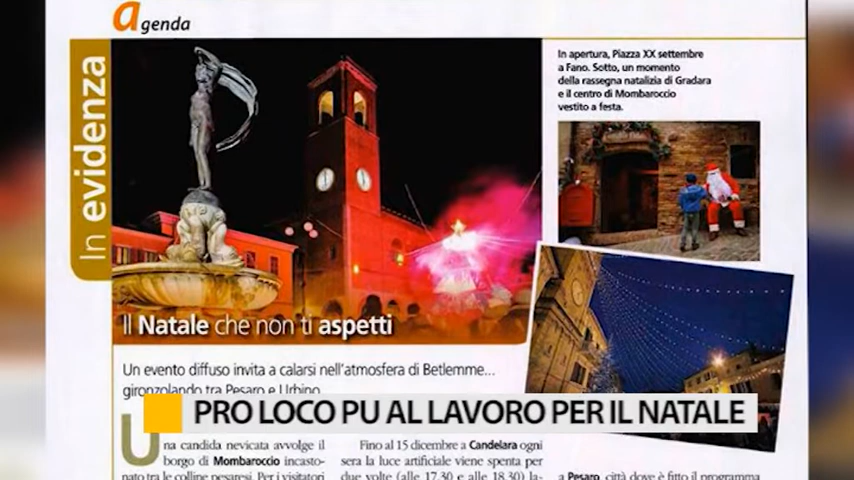 agenda
In evidenza
In apertura, Piazza XX settembre
a Fano. Sotto, un momento
della rassegna natalizia di Gradara
e il centro di Mombaroccio
vestito a festa.
Il Natale che non ti aspetti
Un evento diffuso invita a calarsi nell'atmosfera di Betlemme...
gironzolando tra Pesaro e Urbino
PRO LOCO PU AL LAVORO PER IL NATALE
Una candida nevicata avvolge il
borgo di Mombaroccio incasto-
nato tra le colline pesaresi. Per i visitatori
Fino al 15 dicembre a Candelara ogni
sera la luce artificiale viene spenta per
due volte (alle 17.30 e alle 18.30) la-
a Pesaro, città dove è fitto il programma